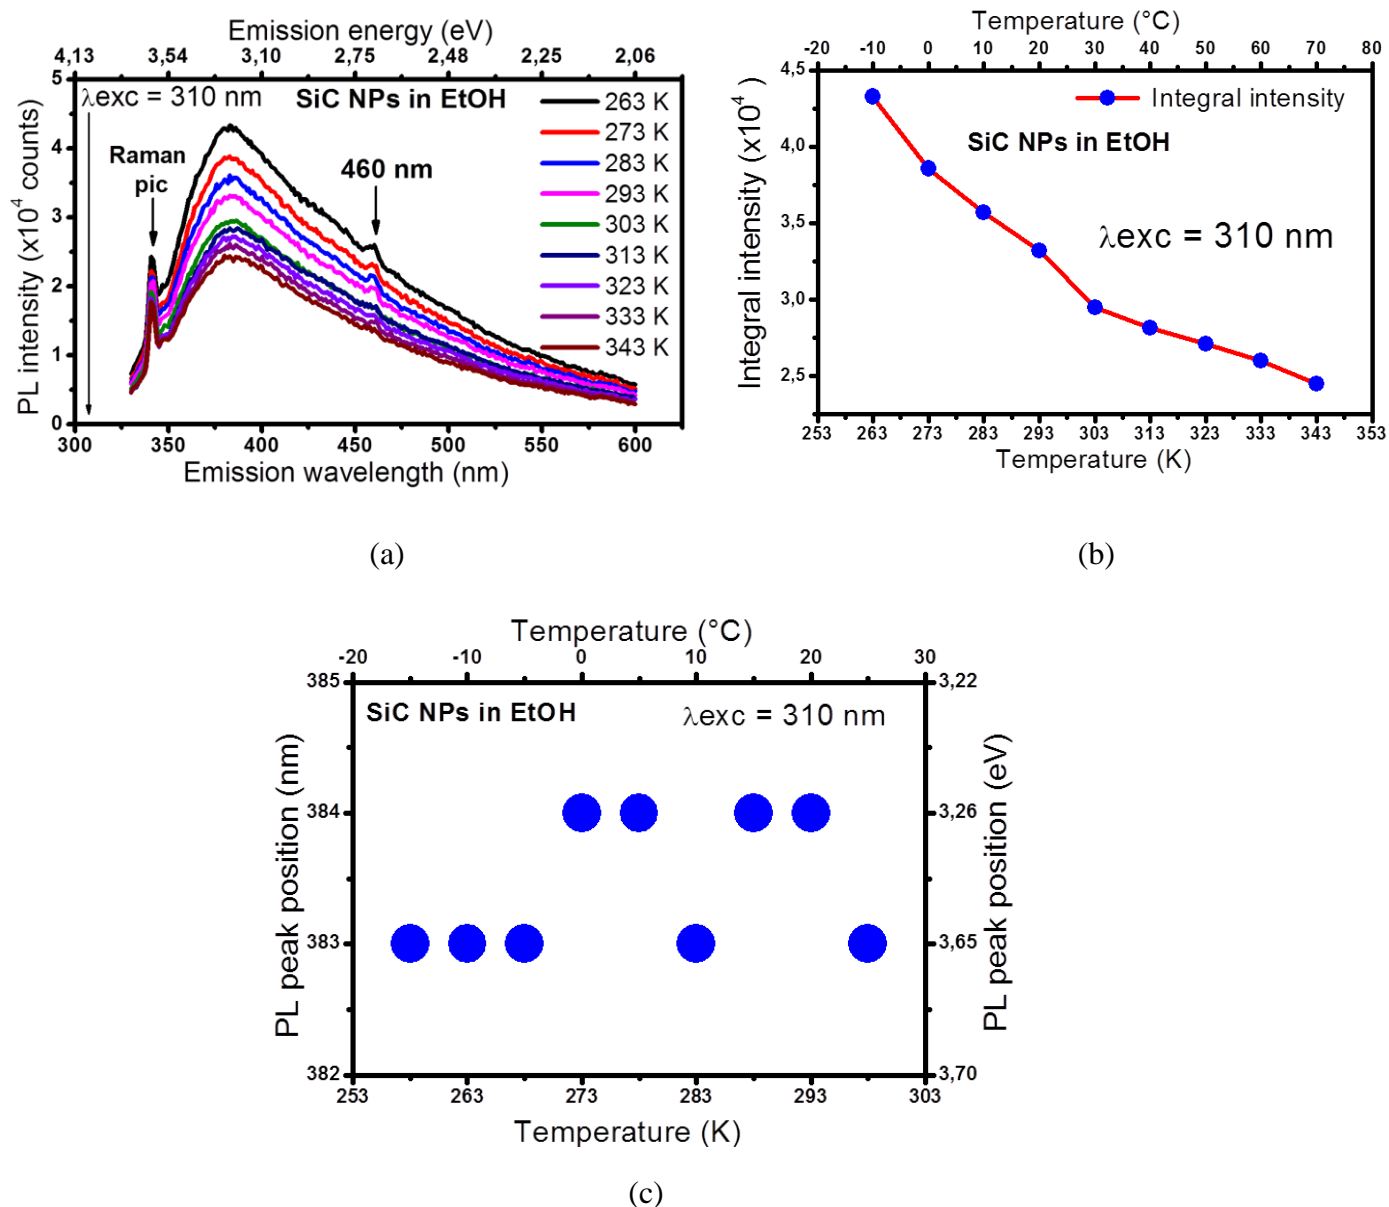 Emission energy (eV)
4,13 3,54 3,10 2,75 2,48 2,25 2,06
5
4
3
2
1
0
PL intensity (x10⁴ counts)
λexc = 310 nm
SiC NPs in EtOH
Raman
pic
460 nm
263 K
273 K
283 K
293 K
303 K
313 K
323 K
333 K
343 K
300 350 400 450 500 550 600
Emission wavelength (nm)
(a)
Temperature (°C)
-20 -10 0 10 20 30 40 50 60 70 80
4,5
4,0
3,5
3,0
2,5
Integral intensity (x10⁴)
Integral intensity
SiC NPs in EtOH
λexc = 310 nm
253 263 273 283 293 303 313 323 333 343 353
Temperature (K)
(b)
Temperature (°C)
-20 -10 0 10 20 30
385
384
383
382
PL peak position (nm)
SiC NPs in EtOH
λexc = 310 nm
3,22
3,26
3,65
3,70
PL peak position (eV)
253 263 273 283 293 303
Temperature (K)
(c)